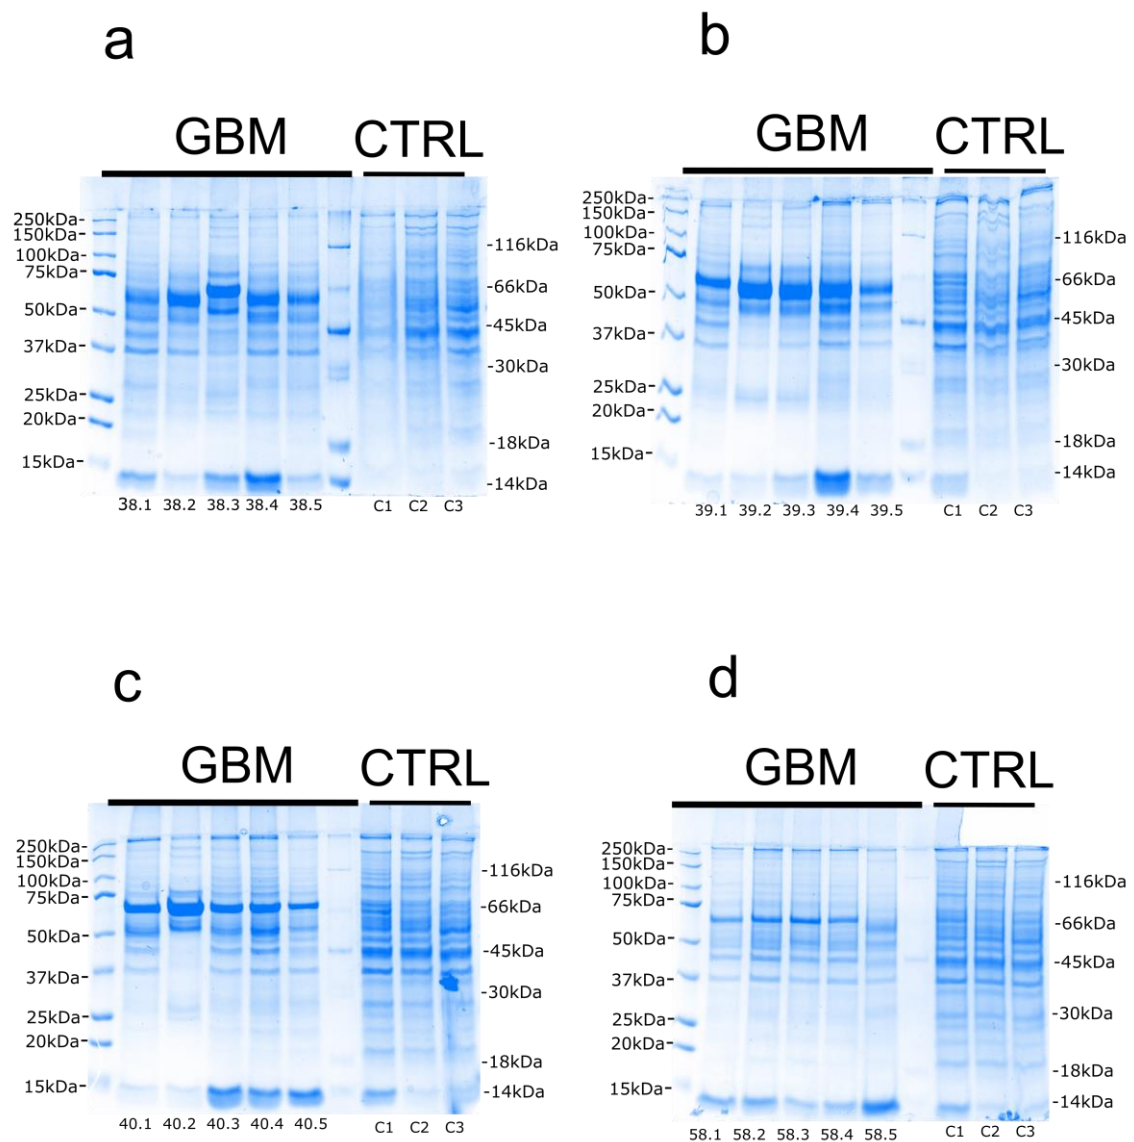 a
GBM CTRL
250kDa-
150kDa-
100kDa-
75kDa-
50kDa-
37kDa-
25kDa-
20kDa-
15kDa-
-116kDa
-66kDa
-45kDa
-30kDa
-18kDa
-14kDa
38.1 38.2 38.3 38.4 38.5 C1 C2 C3
b
GBM CTRL
250kDa-
150kDa-
100kDa-
75kDa-
50kDa-
37kDa-
25kDa-
20kDa-
15kDa-
-116kDa
-66kDa
-45kDa
-30kDa
-18kDa
-14kDa
39.1 39.2 39.3 39.4 39.5 C1 C2 C3
c
GBM CTRL
250kDa-
150kDa-
100kDa-
75kDa-
50kDa-
37kDa-
25kDa-
20kDa-
15kDa-
-116kDa
-66kDa
-45kDa
-30kDa
-18kDa
-14kDa
40.1 40.2 40.3 40.4 40.5 C1 C2 C3
d
GBM CTRL
250kDa-
150kDa-
100kDa-
75kDa-
50kDa-
37kDa-
25kDa-
20kDa-
15kDa-
-116kDa
-66kDa
-45kDa
-30kDa
-18kDa
-14kDa
58.1 58.2 58.3 58.4 58.5 C1 C2 C3